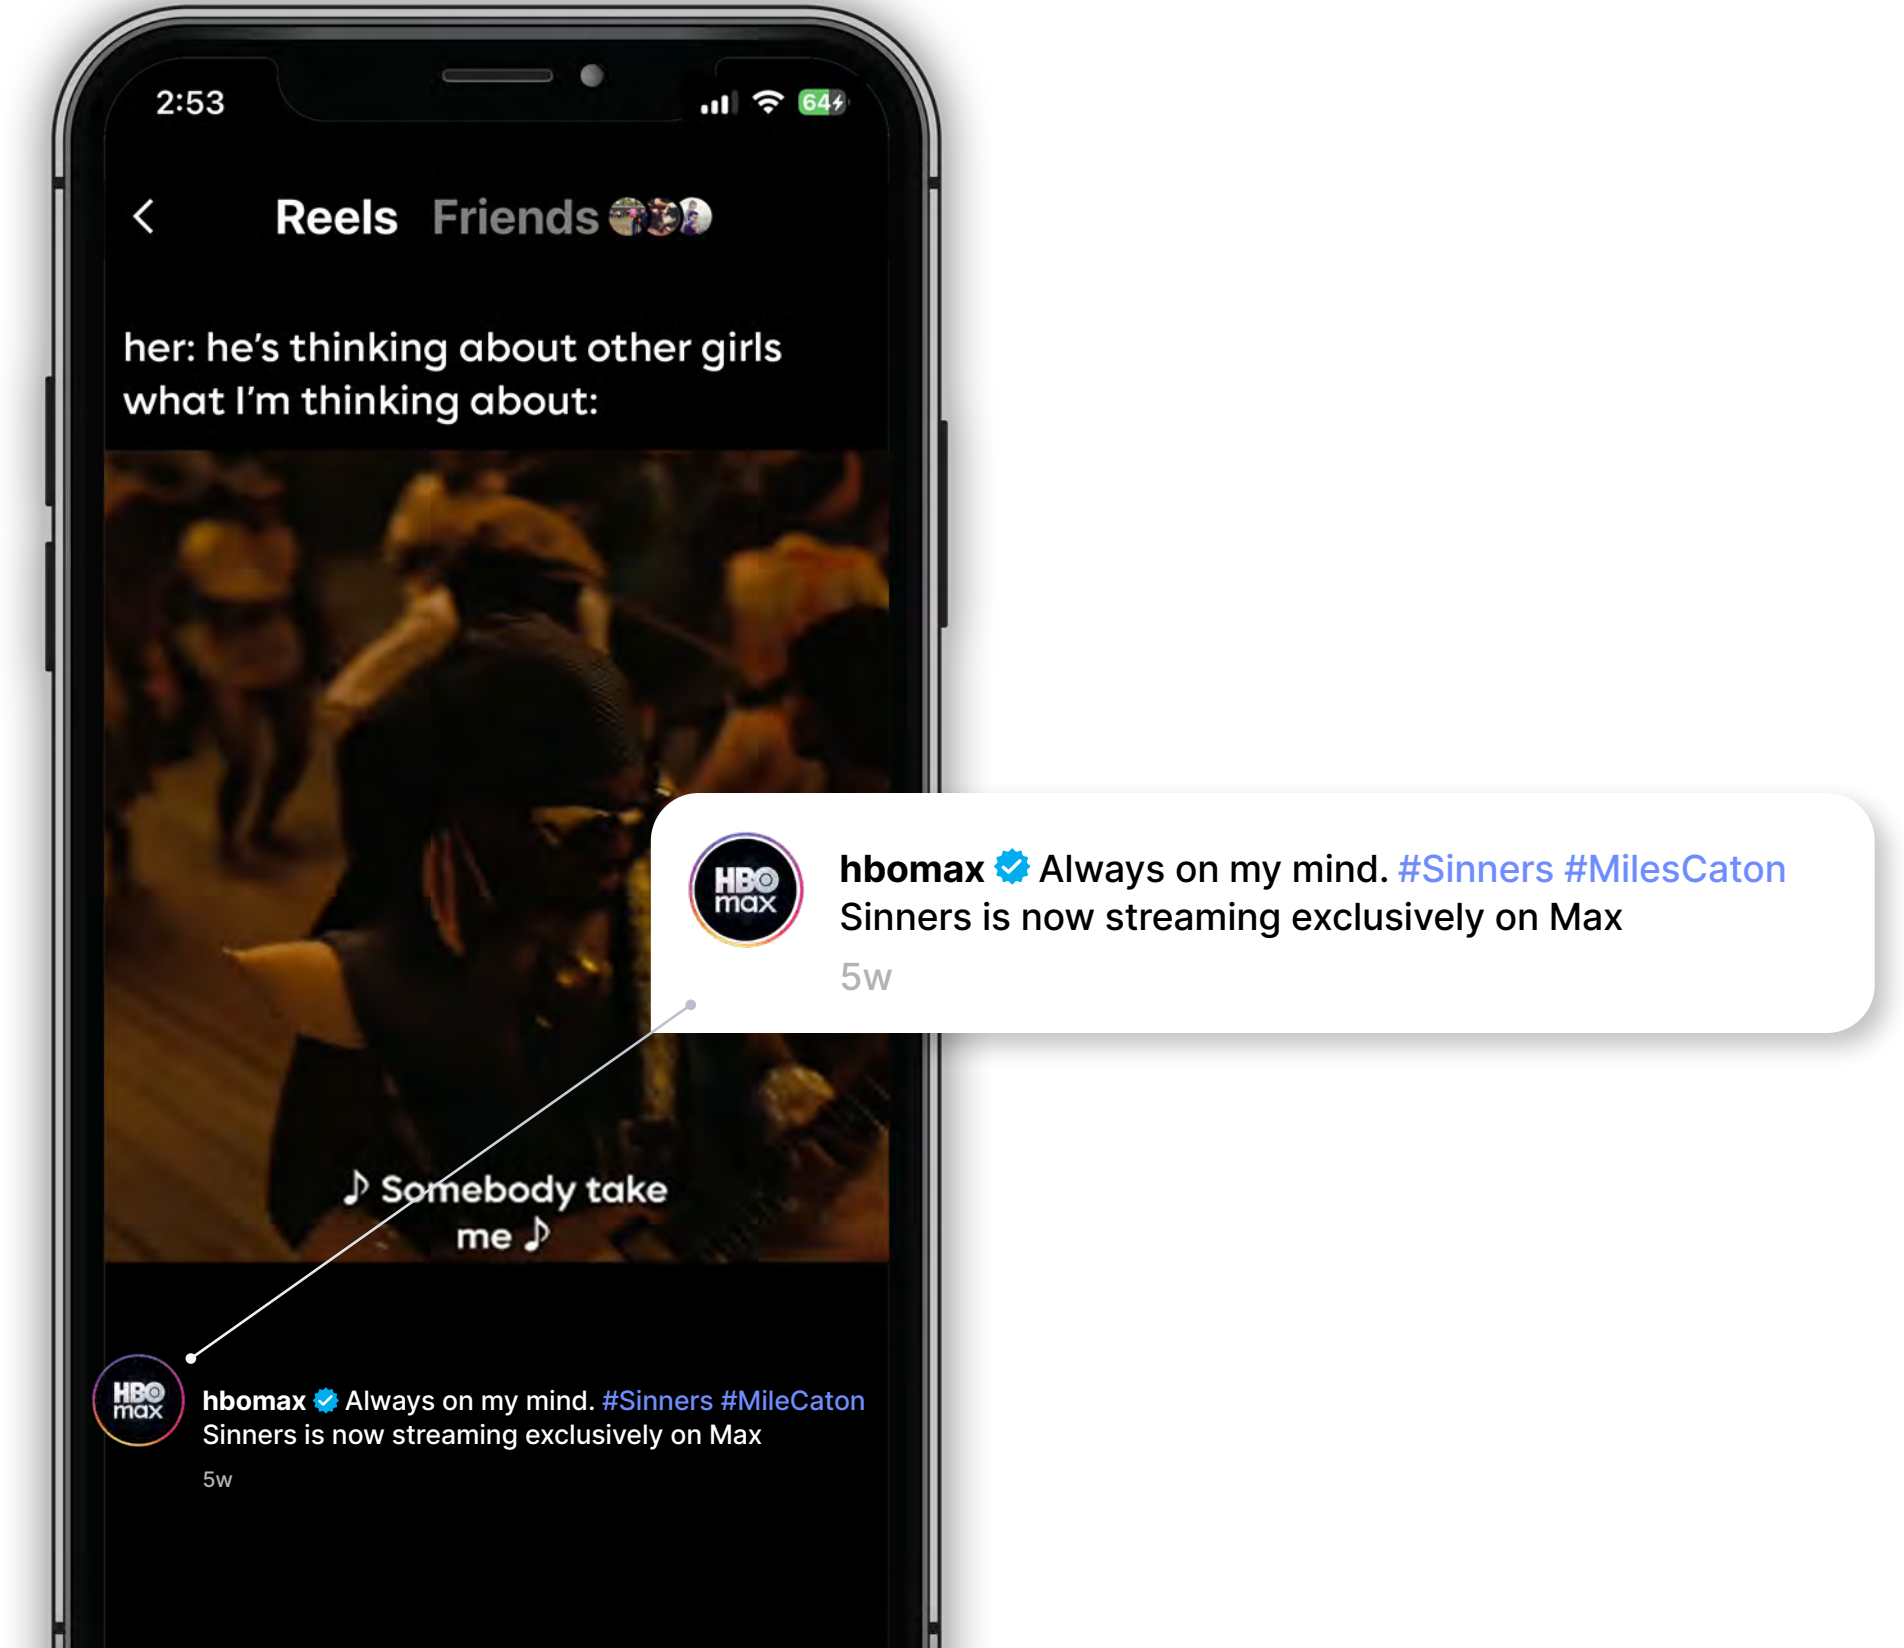 2:53
64
Reels Friends
her: he's thinking about other girls
what I'm thinking about:
HBO
max
hbomax Always on my mind. #Sinners #MilesCaton
Sinners is now streaming exclusively on Max
5w
♪ Somebody take
me ♪
HBO
max
hbomax Always on my mind. #Sinners #MileCaton
Sinners is now streaming exclusively on Max
5w